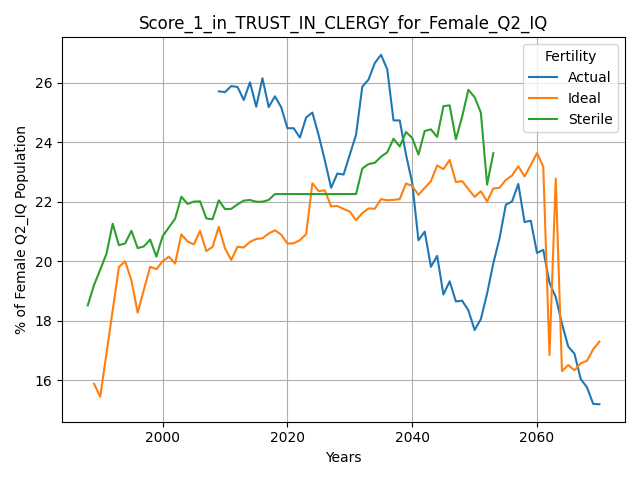 Score_1_in_TRUST_IN_CLERGY_for_Female_Q2_IQ
Fertility
Actual
Ideal
Sterile
% of Female Q2_IQ Population
26
24
22
20
18
16
2000
2020
2040
2060
Years